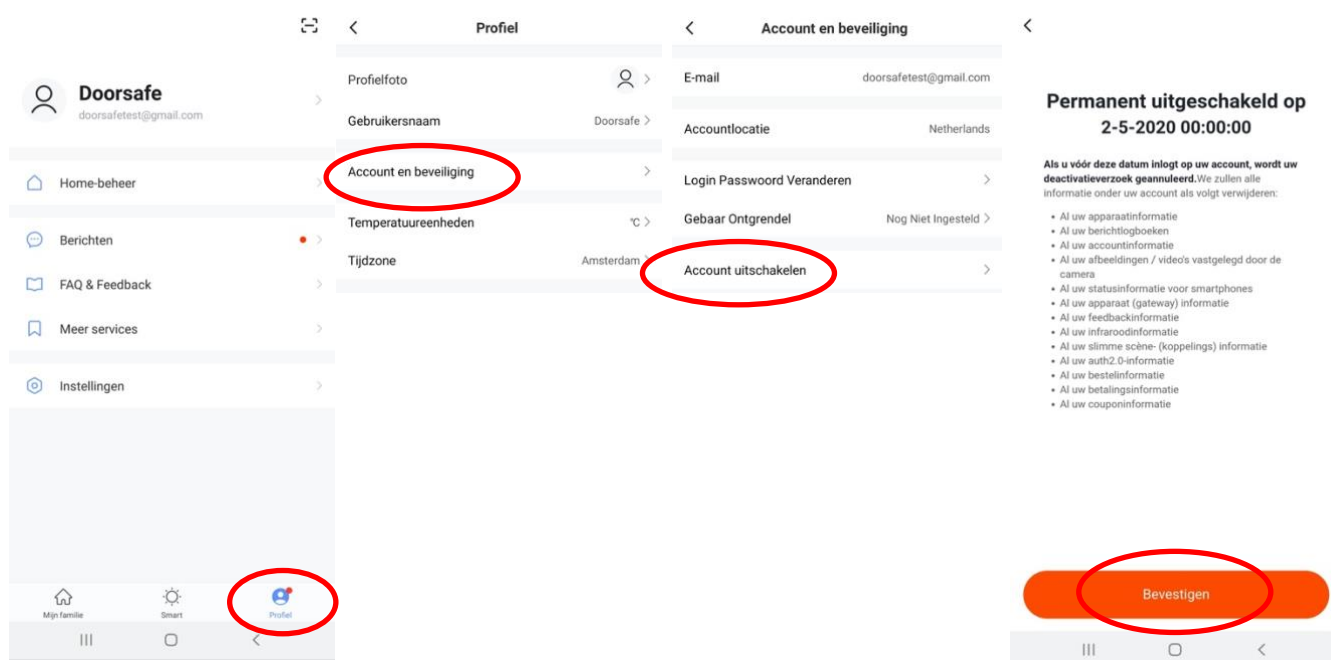 Doorsafe
doorsafetest@gmail.com
Home-beheer
Berichten
FAQ & Feedback
Meer services
Instellingen
Mijn familie
Smart
Profiel
Profiel
Profielfoto
Gebruikersnaam
Doorsafe
Account en beveiliging
Temperatuureenheden
°C
Tijdzone
Amsterdam
Account en beveiliging
E-mail
doorsafetest@gmail.com
Accountlocatie
Netherlands
Login Passwoord Veranderen
Gebaar Ontgrendel
Nog Niet Ingesteld
Account uitschakelen
Permanent uitgeschakeld op
2-5-2020 00:00:00
Als u vóór deze datum inlogt op uw account, wordt uw
deactivatieverzoek geannuleerd.We zullen alle
informatie onder uw account als volgt verwijderen:
• Al uw apparaatinformatie
• Al uw berichtlogboeken
• Al uw accountinformatie
• Al uw afbeeldingen / video's vastgelegd door de
camera
• Al uw statusinformatie voor smartphones
• Al uw apparaat (gateway) informatie
• Al uw feedbackinformatie
• Al uw infraroodinformatie
• Al uw slimme scène- (koppelings) informatie
• Al uw auth2.0-informatie
• Al uw bestelinformatie
• Al uw betalingsinformatie
• Al uw couponinformatie
Bevestigen